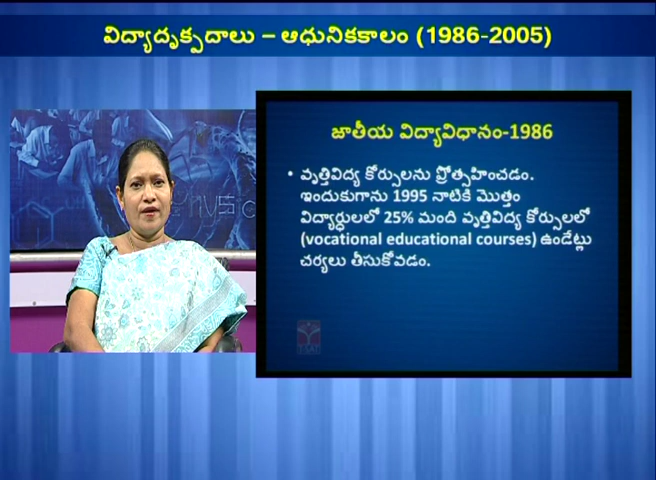 విద్యాదృక్పదాలు – ఆధునికకాలం (1986-2005)
జాతీయ విద్యావిధానం-1986
• వృత్తివిద్య కోర్సులను ప్రోత్సహించడం.
ఇందుకుగాను 1995 నాటికి మొత్తం
విద్యార్థులలో 25% మంది వృత్తివిద్య కోర్సులలో
(vocational educational courses) ఉండేట్లు
చర్యలు తీసుకోవడం.
T-SAT